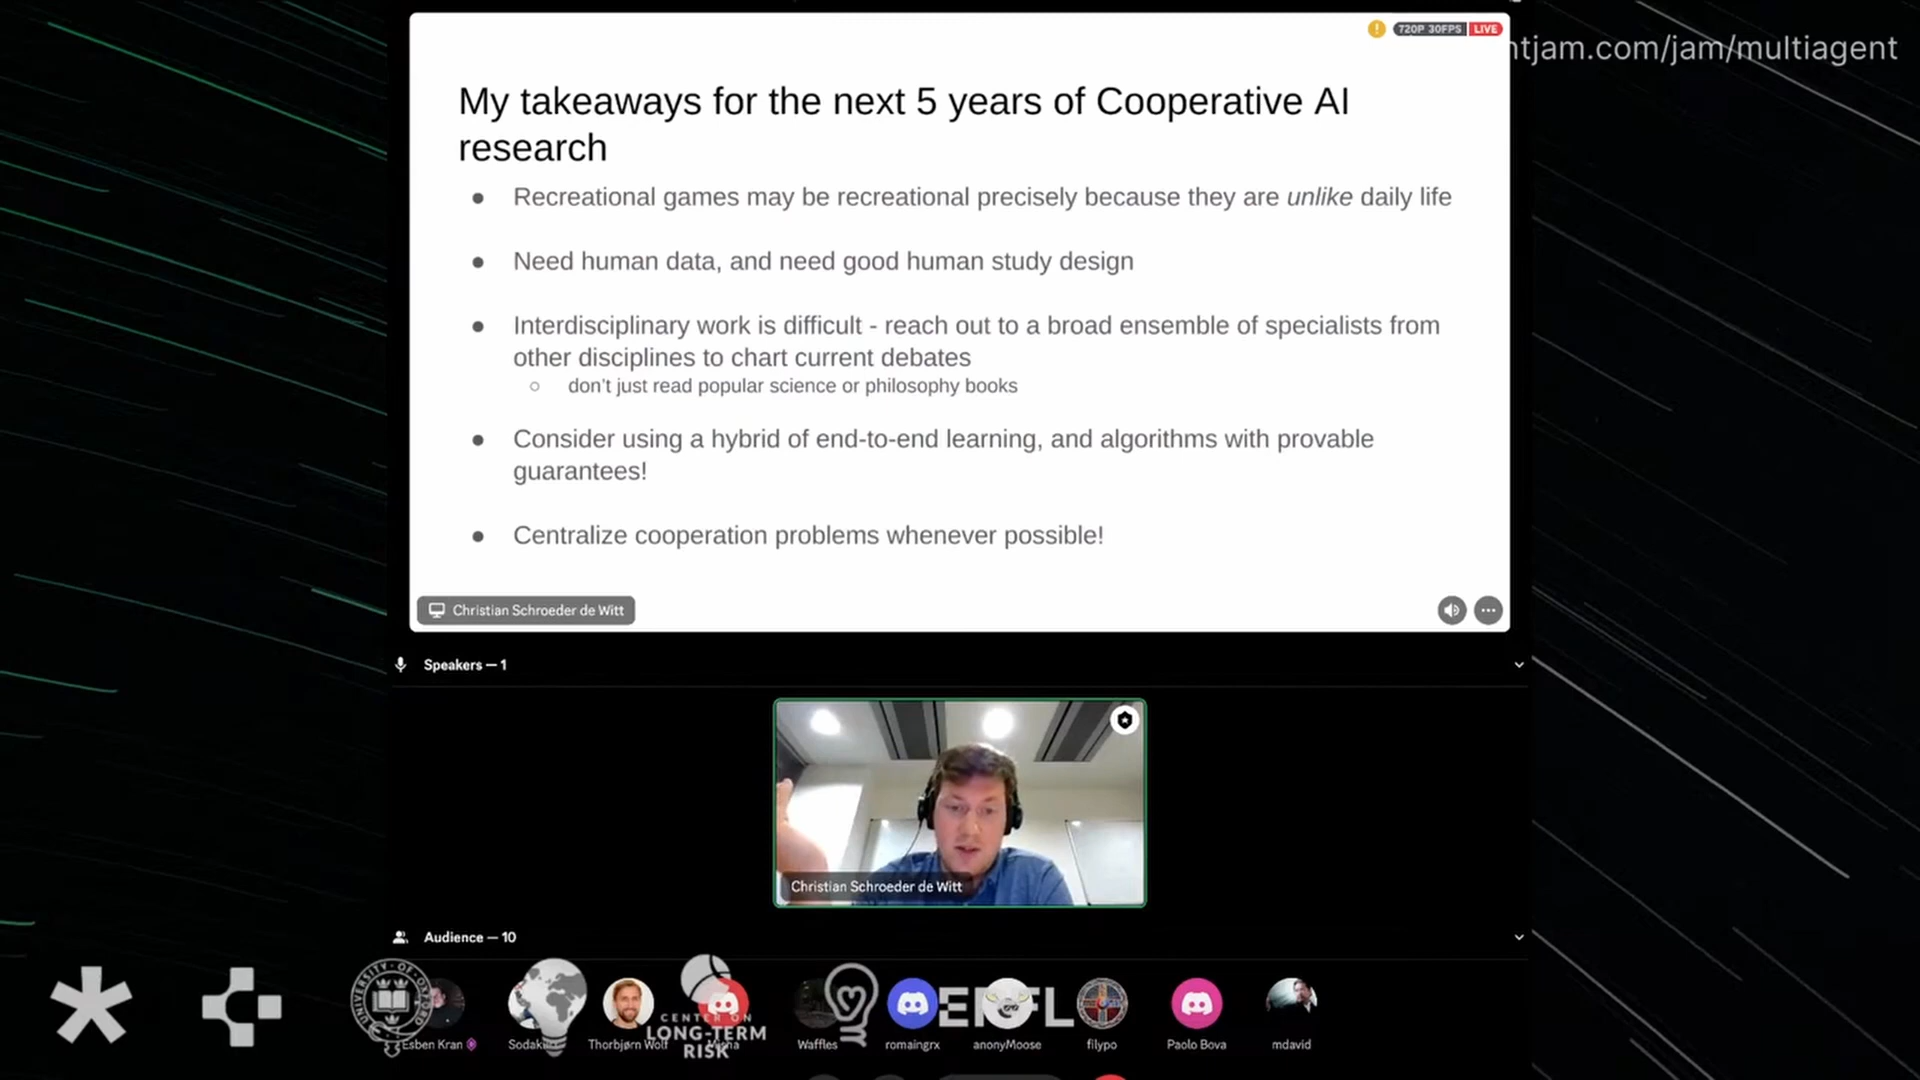 720P 30FPS LIVE
ntjam.com/jam/multiagent
My takeaways for the next 5 years of Cooperative AI
research
● Recreational games may be recreational precisely because they are unlike daily life
● Need human data, and need good human study design
● Interdisciplinary work is difficult - reach out to a broad ensemble of specialists from
other disciplines to chart current debates
○ don't just read popular science or philosophy books
● Consider using a hybrid of end-to-end learning, and algorithms with provable
guarantees!
● Centralize cooperation problems whenever possible!
Christian Schroeder de Witt
Speakers — 1
Christian Schroeder de Witt
Audience — 10
UNIVERSITY OF OXFORD
CENTER ON
LONG-TERM
RISK
Esben Kran
Thorbjørn Wolf
Waffles
romaingrx
anonyMoose
filypo
Paolo Bova
mdavid